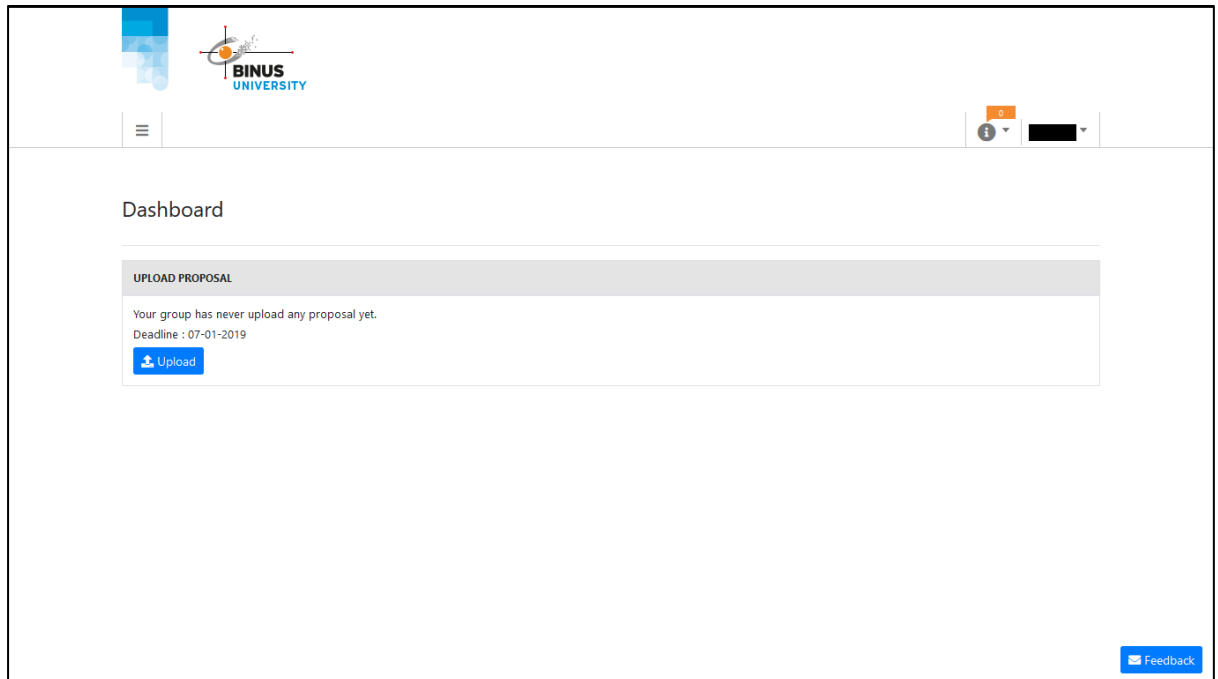 BINUS
UNIVERSITY
0
Dashboard
UPLOAD PROPOSAL
Your group has never upload any proposal yet.
Deadline : 07-01-2019
Upload
Feedback